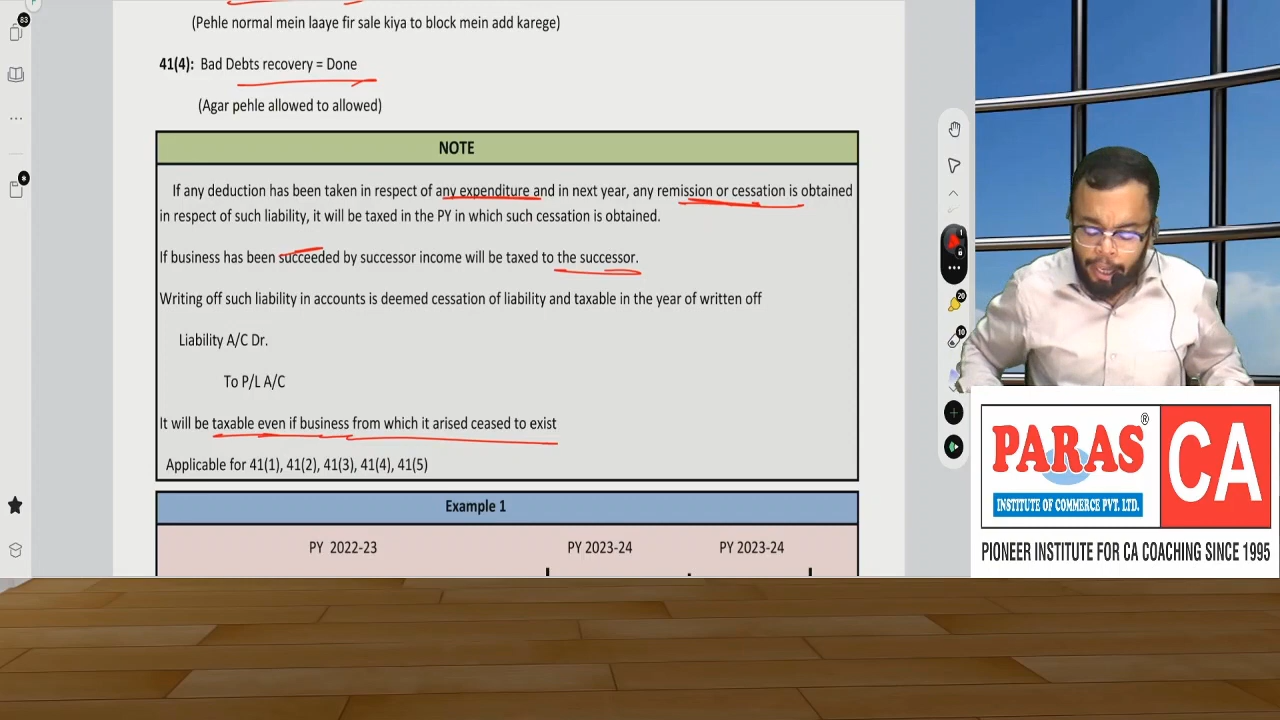 (Pehle normal mein laaye fir sale kiya to block mein add karege)
41(4): Bad Debts recovery = Done
(Agar pehle allowed to allowed)
NOTE
If any deduction has been taken in respect of any expenditure and in next year, any remission or cessation is obtained
in respect of such liability, it will be taxed in the PY in which such cessation is obtained.
If business has been succeeded by successor income will be taxed to the successor.
Writing off such liability in accounts is deemed cessation of liability and taxable in the year of written off
Liability A/C Dr.
To P/L A/C
It will be taxable even if business from which it arised ceased to exist
Applicable for 41(1), 41(2), 41(3), 41(4), 41(5)
Example 1
PY 2022-23 PY 2023-24 PY 2023-24
83
1
20
10
PARAS ®
INSTITUTE OF COMMERCE PVT. LTD.
CA
PIONEER INSTITUTE FOR CA COACHING SINCE 1995